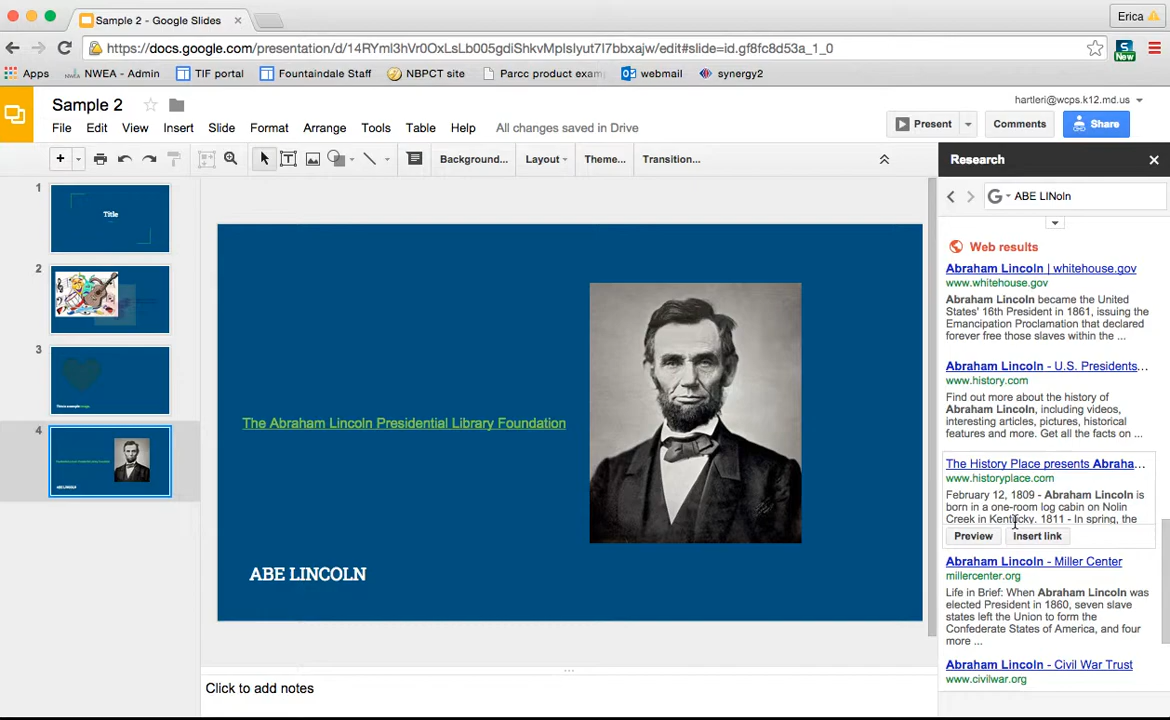 Sample 2 - Google Slides
Erica
https://docs.google.com/presentation/d/14RYml3hVr0OxLsLb005gdiShkvMpIsIyut7I7bbxajw/edit#slide=id.gf8fc8d53a_1_0
New
Apps
NWEA - Admin
TIF portal
Fountaindale Staff
NBPCT site
Parcc product exam
webmail
synergy2
Sample 2
hartleri@wcps.k12.md.us
File Edit View Insert Slide Format Arrange Tools Table Help All changes saved in Drive
Present
Comments
Share
Background...
Layout
Theme...
Transition...
Research
ABE LINoln
1
Title
2
3
4
ABE LINCOLN
The Abraham Lincoln Presidential Library Foundation
ABE LINCOLN
Click to add notes
Web results
Abraham Lincoln | whitehouse.gov
www.whitehouse.gov
Abraham Lincoln became the United
States' 16th President in 1861, issuing the
Emancipation Proclamation that declared
forever free those slaves within the ...
Abraham Lincoln - U.S. Presidents...
www.history.com
Find out more about the history of
Abraham Lincoln, including videos,
interesting articles, pictures, historical
features and more. Get all the facts on ...
The History Place presents Abraha...
www.historyplace.com
February 12, 1809 - Abraham Lincoln is
born in a one-room log cabin on Nolin
Creek in Kentucky. 1811 - In spring, the
Preview
Insert link
Abraham Lincoln - Miller Center
millercenter.org
Life in Brief: When Abraham Lincoln was
elected President in 1860, seven slave
states left the Union to form the
Confederate States of America, and four
more ...
Abraham Lincoln - Civil War Trust
www.civilwar.org